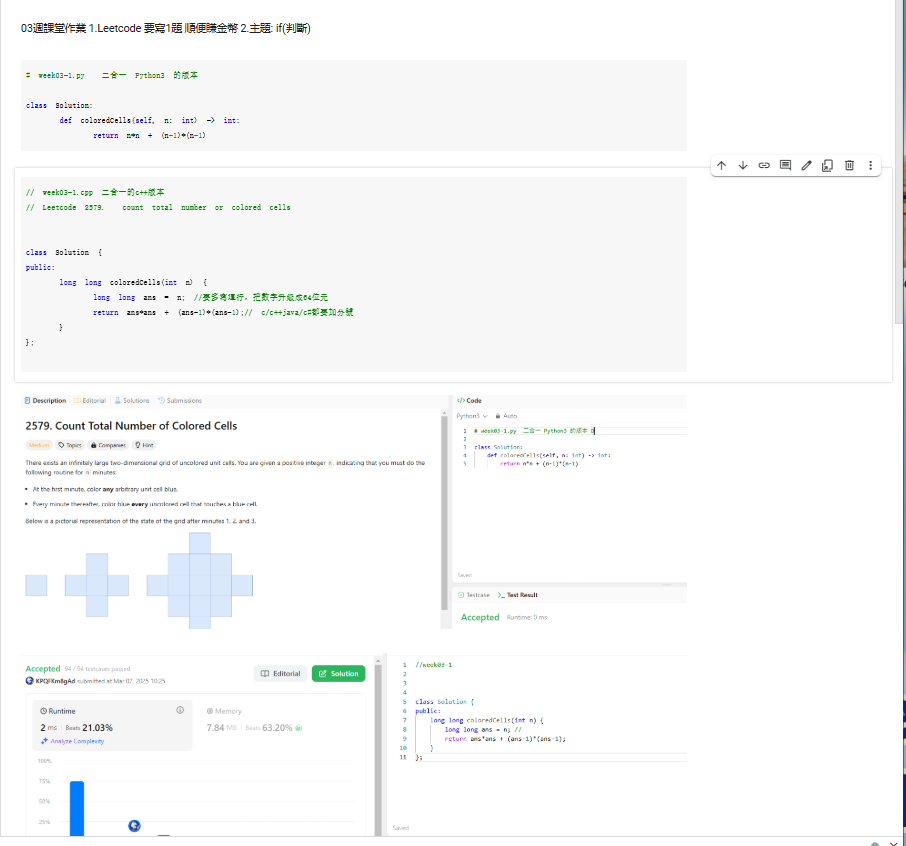 03週課堂作業 1.Leetcode 要寫1題 順便賺金幣 2.主題: if(判斷)
# week03-1.py 二合一 Python3 的版本
class Solution:
def coloredCells(self, n: int) -> int:
return n*n + (n-1)*(n-1)
// week03-1.cpp 二合一的c++版本
// Leetcode 2579. count total number or colored cells
class Solution {
public:
long long coloredCells(int n) {
long long ans = n; //要多寫這行，把數字升級成64位元
return ans*ans + (ans-1)*(ans-1);// c/c++java/c#都要加分號
}
};
Description Editorial Solutions Submissions
2579. Count Total Number of Colored Cells
Medium Topics Companies Hint
There exists an infinitely large two-dimensional grid of uncolored unit cells. You are given a positive integer n, indicating that you must do the
following routine for n minutes:
• At the first minute, color any arbitrary unit cell blue.
• Every minute thereafter, color blue every uncolored cell that touches a blue cell.
Below is a pictorial representation of the state of the grid after minutes 1, 2, and 3.
</> Code
Python3 Auto
1 # week03-1.py 二合一 Python3 的版本
2
3 class Solution:
4 def coloredCells(self, n: int) -> int:
5 return n*n + (n-1)*(n-1)
Saved
Testcase >_ Test Result
Accepted Runtime: 0 ms
Accepted 94 / 94 testcases passed
KPQFKm8gAd submitted at Mar 07, 2025 10:25
Editorial Solution
Runtime
2 ms Beats 21.03%
Analyze Complexity
Memory
7.84 MB Beats 63.20%
100%
75%
50%
25%
1 //week03-1
2
3
4
5 class Solution {
6 public:
7 long long coloredCells(int n) {
8 long long ans = n; //
9 return ans*ans + (ans-1)*(ans-1);
10 }
11 };
Saved